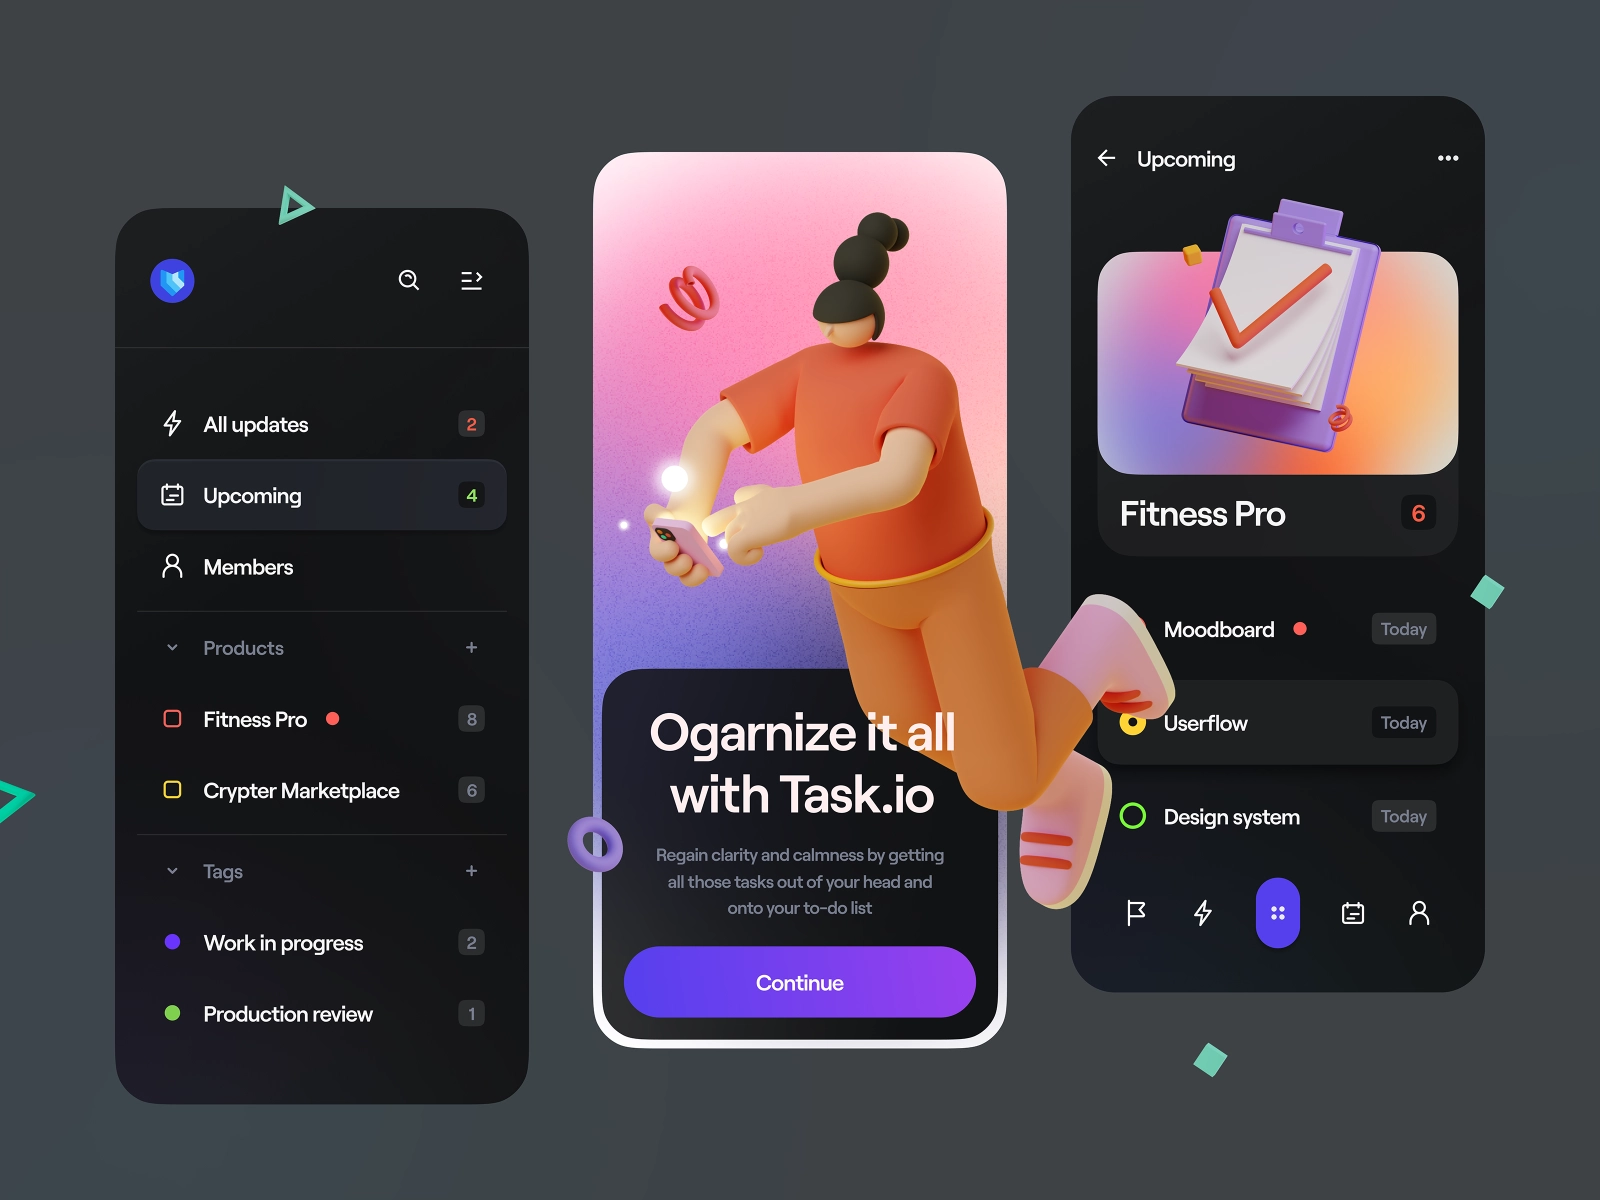 All updates 2
Upcoming 4
Members
Products
Fitness Pro 8
Crypter Marketplace 6
Tags
Work in progress 2
Production review 1
Ogarnize it all
with Task.io
Regain clarity and calmness by getting
all those tasks out of your head and
onto your to-do list
Continue
Upcoming
Fitness Pro 6
Moodboard Today
Userflow Today
Design system Today